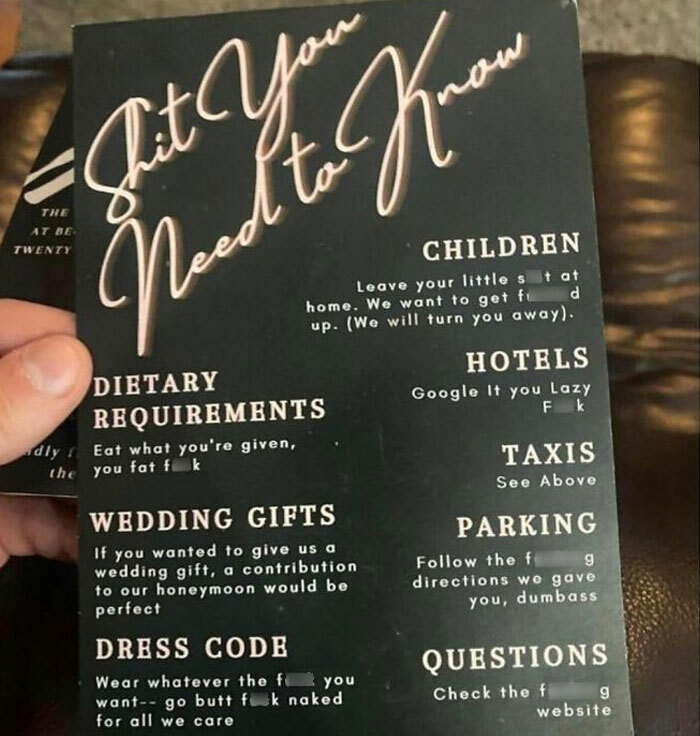 Shit You
Need to Know
CHILDREN
Leave your little s t at
home. We want to get f d
up. (We will turn you away).
HOTELS
Google It you Lazy
F k
TAXIS
See Above
PARKING
Follow the f g
directions we gave
you, dumbass
QUESTIONS
Check the f g
website
DIETARY
REQUIREMENTS
Eat what you're given,
you fat f k
WEDDING GIFTS
If you wanted to give us a
wedding gift, a contribution
to our honeymoon would be
perfect
DRESS CODE
Wear whatever the f you
want-- go butt f k naked
for all we care
THE
AT BE
TWENTY
the